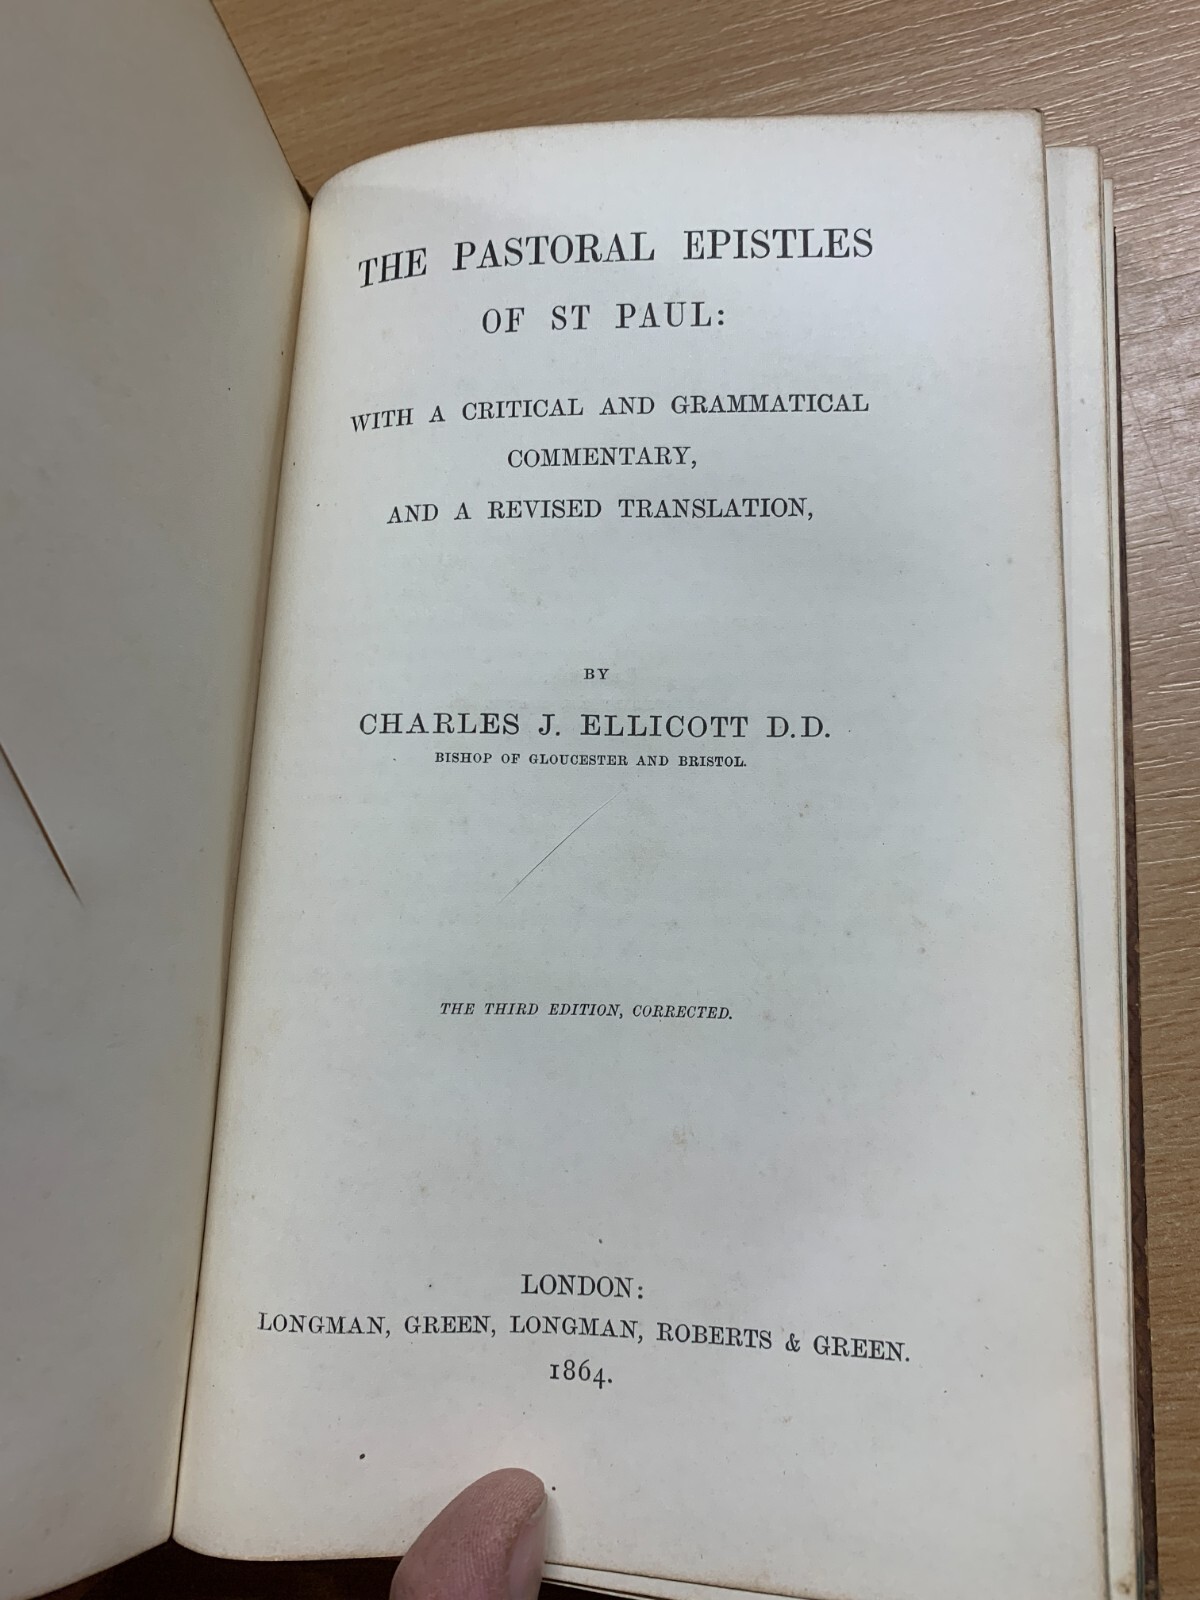 THE PASTORAL EPISTLES
OF ST PAUL:
WITH A CRITICAL AND GRAMMATICAL
COMMENTARY,
AND A REVISED TRANSLATION,
BY
CHARLES J. ELLICOTT D.D.
BISHOP OF GLOUCESTER AND BRISTOL.
THE THIRD EDITION, CORRECTED.
LONDON:
LONGMAN, GREEN, LONGMAN, ROBERTS & GREEN.
1864.